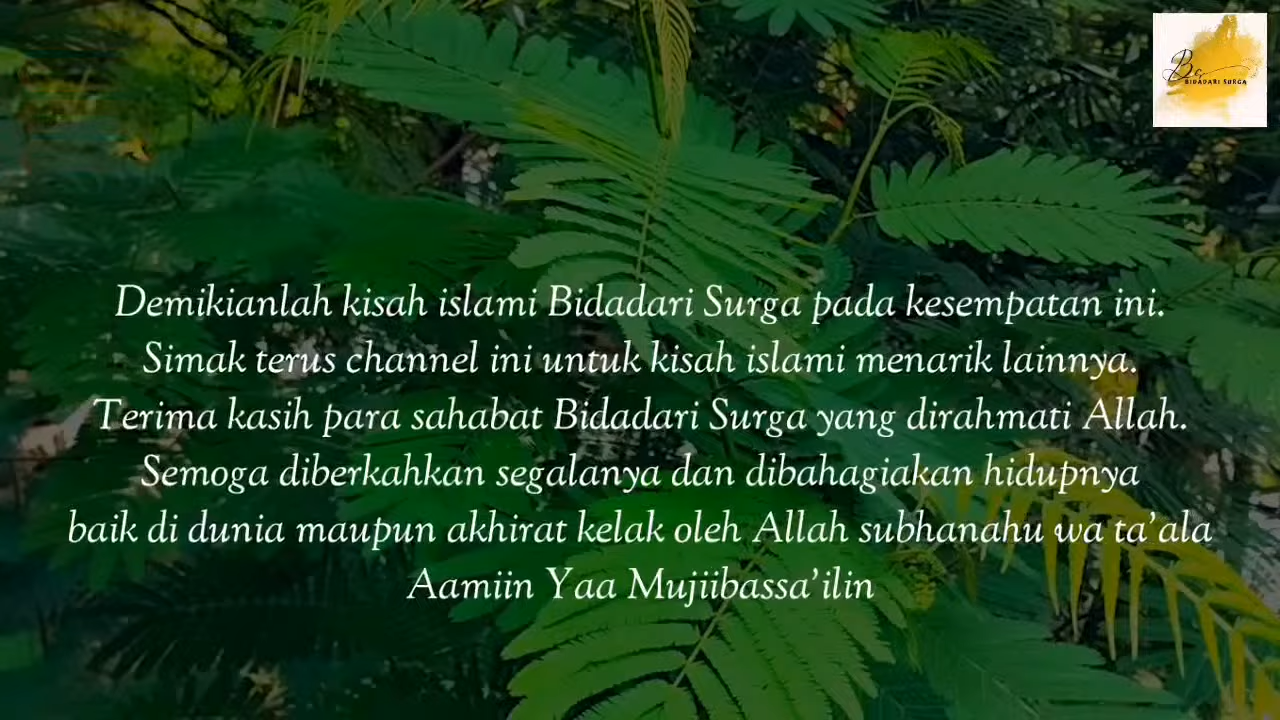 Bs
BIDADARI SURGA
Demikianlah kisah islami Bidadari Surga pada kesempatan ini.
Simak terus channel ini untuk kisah islami menarik lainnya.
Terima kasih para sahabat Bidadari Surga yang dirahmati Allah.
Semoga diberkahkan segalanya dan dibahagiakan hidupnya
baik di dunia maupun akhirat kelak oleh Allah subhanahu wa ta’ala
Aamiin Yaa Mujiibassa’ilin